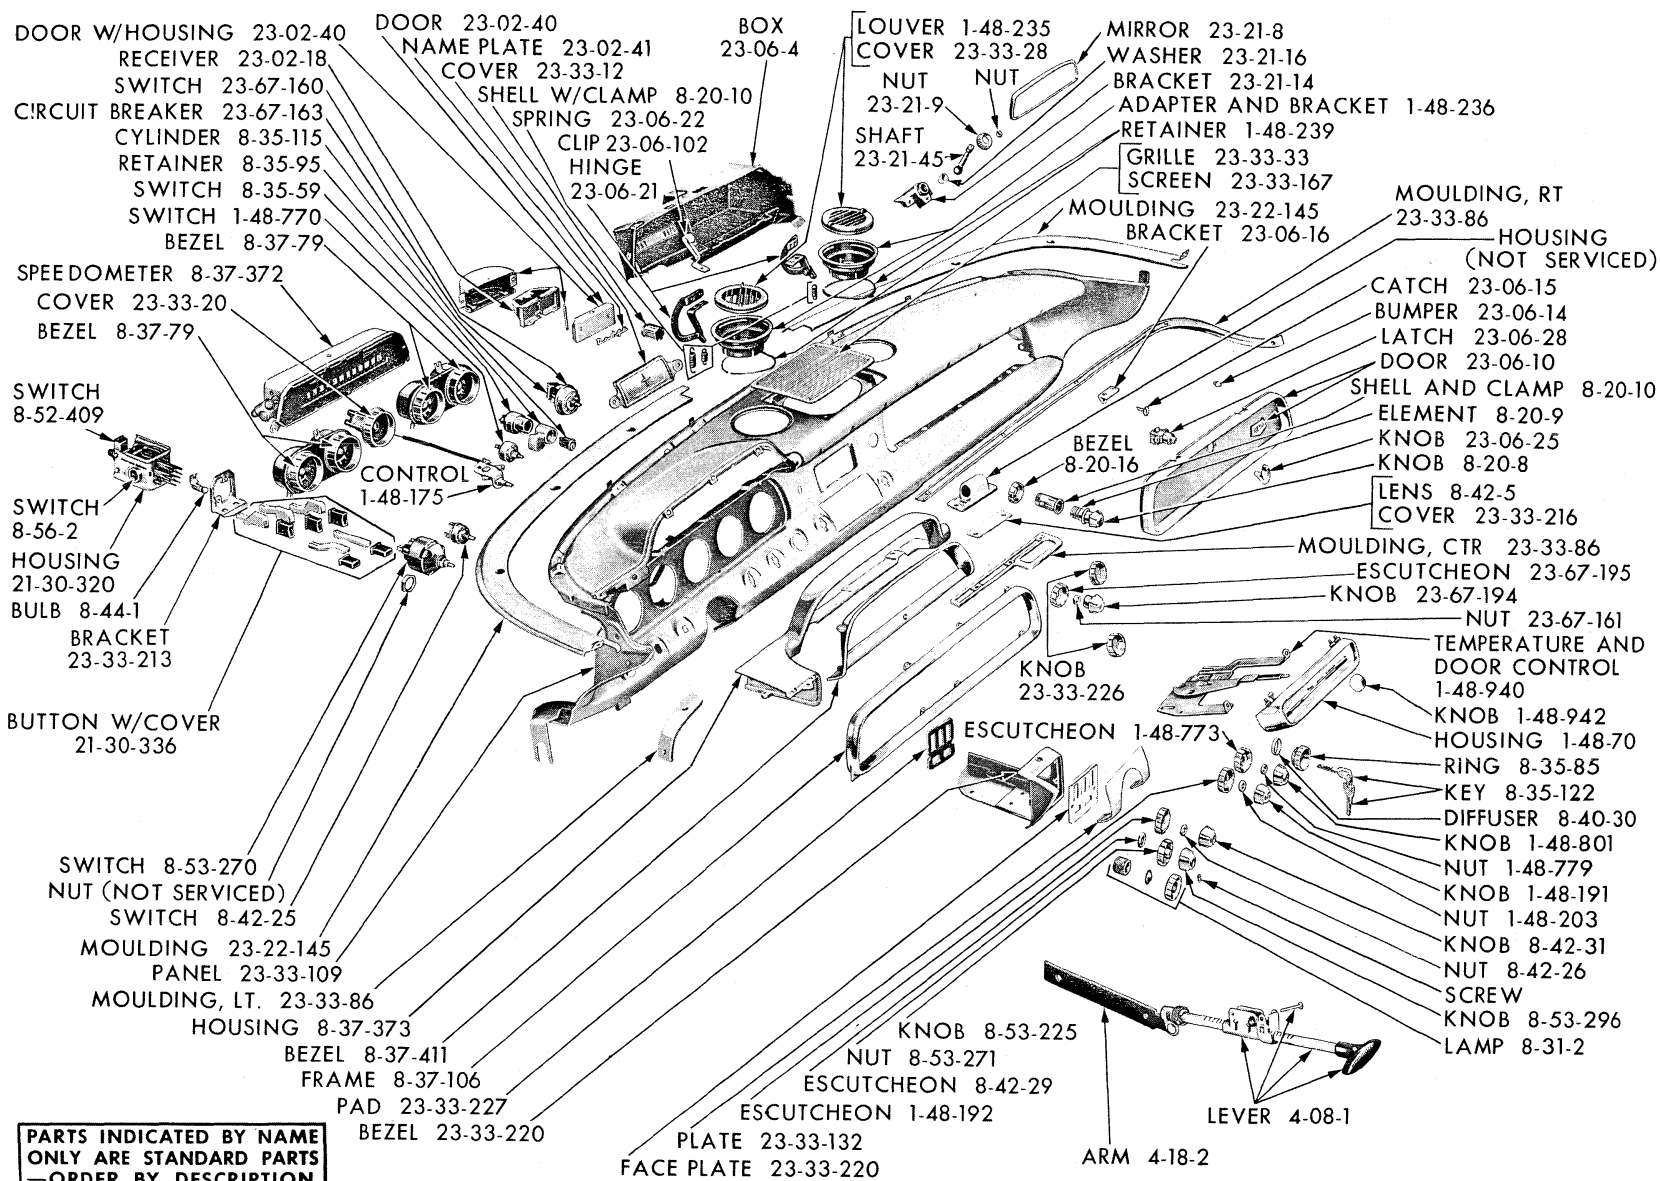 DOOR W/HOUSING 23-02-40
RECEIVER 23-02-18
SWITCH 23-67-160
CIRCUIT BREAKER 23-67-163
CYLINDER 8-35-115
RETAINER 8-35-95
SWITCH 8-35-59
SWITCH 1-48-770
BEZEL 8-37-79
SPEEDOMETER 8-37-372
COVER 23-33-20
BEZEL 8-37-79
SWITCH
8-52-409
SWITCH
8-56-2
HOUSING
21-30-320
BULB 8-44-1
BRACKET
23-33-213
BUTTON W/COVER
21-30-336
CONTROL
1-48-175
DOOR 23-02-40
NAME PLATE 23-02-41
COVER 23-33-12
SHELL W/CLAMP 8-20-10
SPRING 23-06-22
CLIP 23-06-102
HINGE
23-06-21
BOX
23-06-4
LOUVER 1-48-235
COVER 23-33-28
NUT
23-21-9
NUT
SHAFT
23-21-45
MIRROR 23-21-8
WASHER 23-21-16
BRACKET 23-21-14
ADAPTER AND BRACKET 1-48-236
RETAINER 1-48-239
GRILLE 23-33-33
SCREEN 23-33-167
MOULDING 23-22-145
BRACKET 23-06-16
MOULDING, RT
23-33-86
HOUSING
(NOT SERVICED)
CATCH 23-06-15
BUMPER 23-06-14
LATCH 23-06-28
DOOR 23-06-10
SHELL AND CLAMP 8-20-10
ELEMENT 8-20-9
KNOB 23-06-25
KNOB 8-20-8
LENS 8-42-5
COVER 23-33-216
BEZEL
8-20-16
MOULDING, CTR 23-33-86
ESCUTCHEON 23-67-195
KNOB 23-67-194
NUT 23-67-161
KNOB
23-33-226
TEMPERATURE AND
DOOR CONTROL
1-48-940
KNOB 1-48-942
HOUSING 1-48-70
ESCUTCHEON 1-48-773
RING 8-35-85
KEY 8-35-122
DIFFUSER 8-40-30
KNOB 1-48-801
NUT 1-48-779
KNOB 1-48-191
NUT 1-48-203
KNOB 8-42-31
NUT 8-42-26
SCREW
KNOB 8-53-296
LAMP 8-31-2
SWITCH 8-53-270
NUT (NOT SERVICED)
SWITCH 8-42-25
MOULDING 23-22-145
PANEL 23-33-109
MOULDING, LT. 23-33-86
HOUSING 8-37-373
BEZEL 8-37-411
FRAME 8-37-106
PAD 23-33-227
BEZEL 23-33-220
KNOB 8-53-225
NUT 8-53-271
ESCUTCHEON 8-42-29
ESCUTCHEON 1-48-192
PLATE 23-33-132
FACE PLATE 23-33-220
LEVER 4-08-1
ARM 4-18-2
PARTS INDICATED BY NAME
ONLY ARE STANDARD PARTS
—ORDER BY DESCRIPTION.